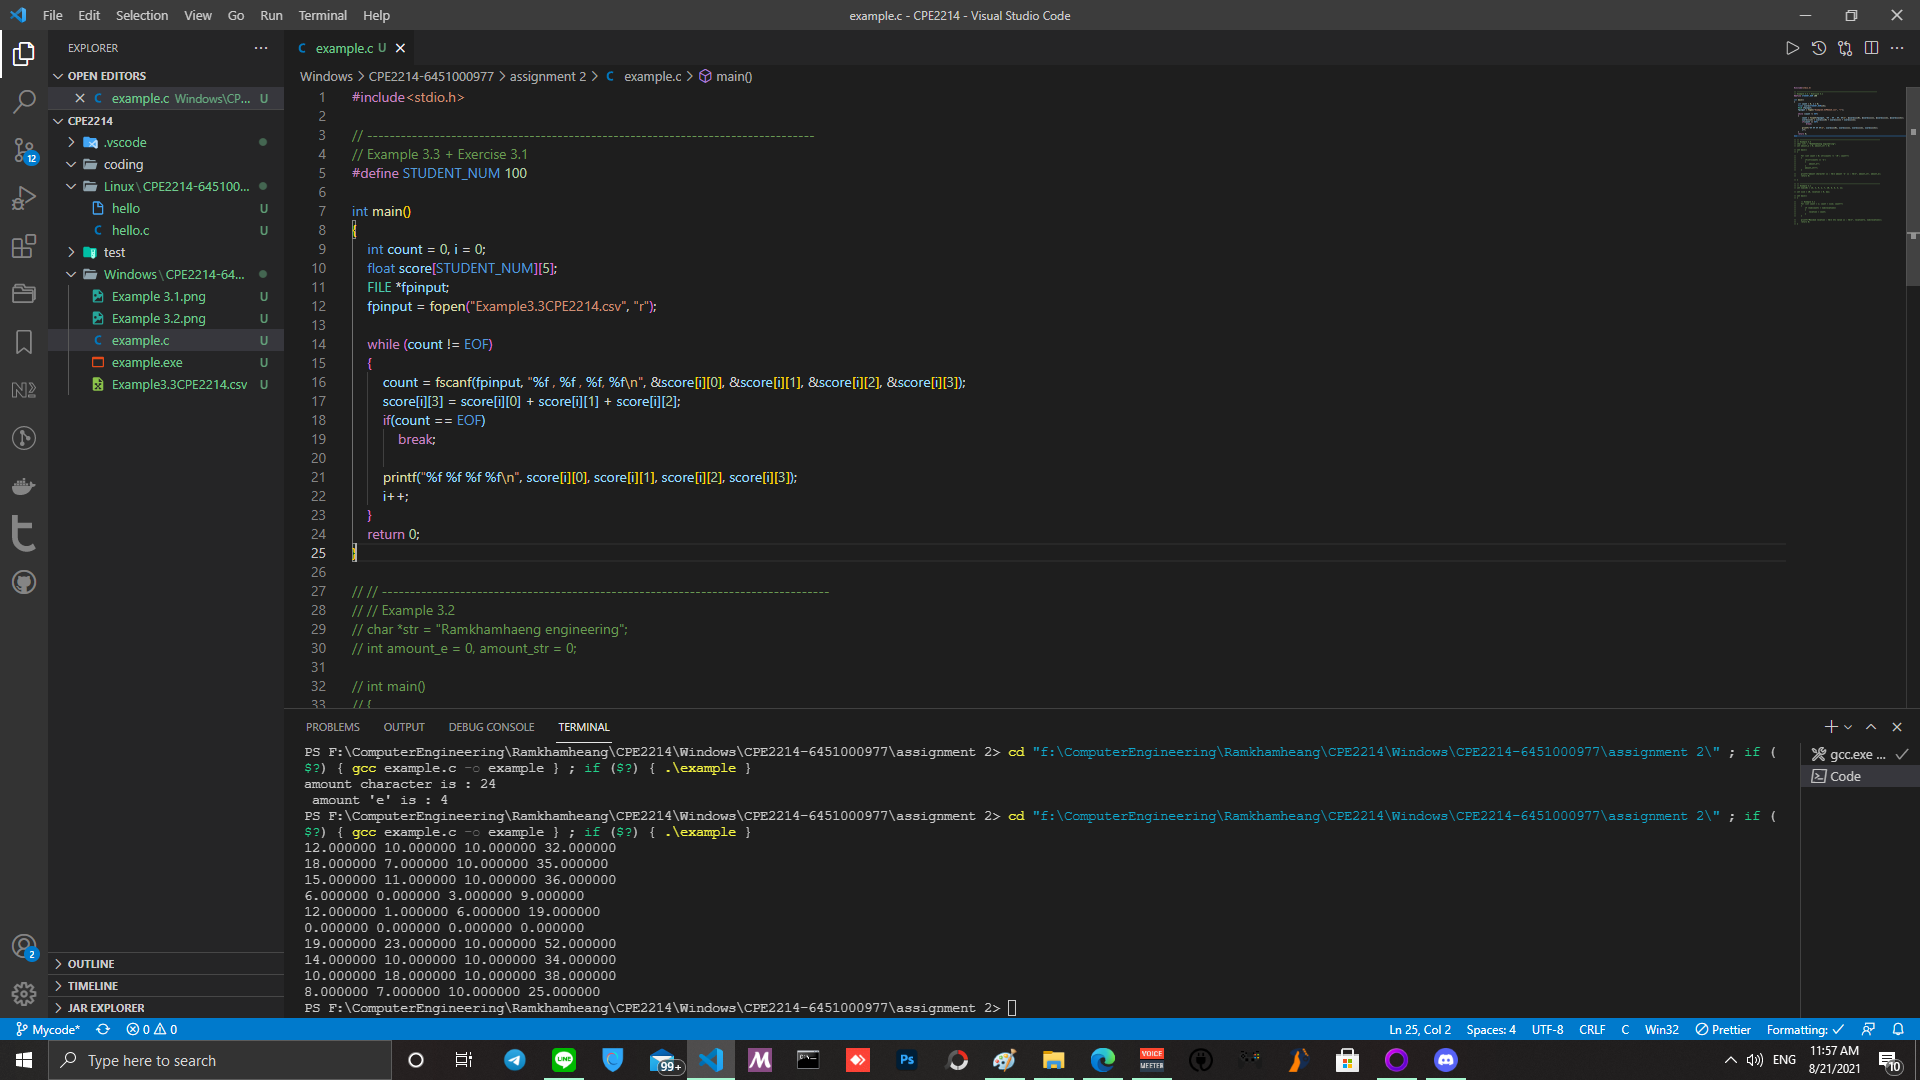 File Edit Selection View Go Run Terminal Help
example.c - CPE2214 - Visual Studio Code
EXPLORER
OPEN EDITORS
example.c Windows\CP... U
CPE2214
.vscode
coding
Linux\CPE2214-645100...
hello U
hello.c U
test
Windows\CPE2214-64...
Example 3.1.png U
Example 3.2.png U
example.c U
example.exe U
Example3.3CPE2214.csv U
OUTLINE
TIMELINE
JAR EXPLORER
12
2
example.c U
Windows > CPE2214-6451000977 > assignment 2 > example.c > main()
1 #include<stdio.h>
2
3 // --------------------------------------------------------------------------------
4 // Example 3.3 + Exercise 3.1
5 #define STUDENT_NUM 100
6
7 int main()
8 {
9 int count = 0, i = 0;
10 float score[STUDENT_NUM][5];
11 FILE *fpinput;
12 fpinput = fopen("Example3.3CPE2214.csv", "r");
13
14 while (count != EOF)
15 {
16 count = fscanf(fpinput, "%f , %f , %f, %f\n", &score[i][0], &score[i][1], &score[i][2], &score[i][3]);
17 score[i][3] = score[i][0] + score[i][1] + score[i][2];
18 if(count == EOF)
19 break;
20
21 printf("%f %f %f %f\n", score[i][0], score[i][1], score[i][2], score[i][3]);
22 i++;
23 }
24 return 0;
25 }
26
27 // // --------------------------------------------------------------------------------
28 // // Example 3.2
29 // char *str = "Ramkhamhaeng engineering";
30 // int amount_e = 0, amount_str = 0;
31
32 // int main()
33 // {
PROBLEMS OUTPUT DEBUG CONSOLE TERMINAL
PS F:\ComputerEngineering\Ramkhamheang\CPE2214\Windows\CPE2214-6451000977\assignment 2> cd "f:\ComputerEngineering\Ramkhamheang\CPE2214\Windows\CPE2214-6451000977\assignment 2\" ; if (
$?) { gcc example.c -o example } ; if ($?) { .\example }
amount character is : 24
amount 'e' is : 4
PS F:\ComputerEngineering\Ramkhamheang\CPE2214\Windows\CPE2214-6451000977\assignment 2> cd "f:\ComputerEngineering\Ramkhamheang\CPE2214\Windows\CPE2214-6451000977\assignment 2\" ; if (
$?) { gcc example.c -o example } ; if ($?) { .\example }
12.000000 10.000000 10.000000 32.000000
18.000000 7.000000 10.000000 35.000000
15.000000 11.000000 10.000000 36.000000
6.000000 0.000000 3.000000 9.000000
12.000000 1.000000 6.000000 19.000000
0.000000 0.000000 0.000000 0.000000
19.000000 23.000000 10.000000 52.000000
14.000000 10.000000 10.000000 34.000000
10.000000 18.000000 10.000000 38.000000
8.000000 7.000000 10.000000 25.000000
PS F:\ComputerEngineering\Ramkhamheang\CPE2214\Windows\CPE2214-6451000977\assignment 2>
gcc.exe ...
Code
Mycode* 0 0
Ln 25, Col 2 Spaces: 4 UTF-8 CRLF C Win32 Prettier Formatting:
Type here to search
99+
Ps
VOICE MEETER
ENG
11:57 AM
8/21/2021
10